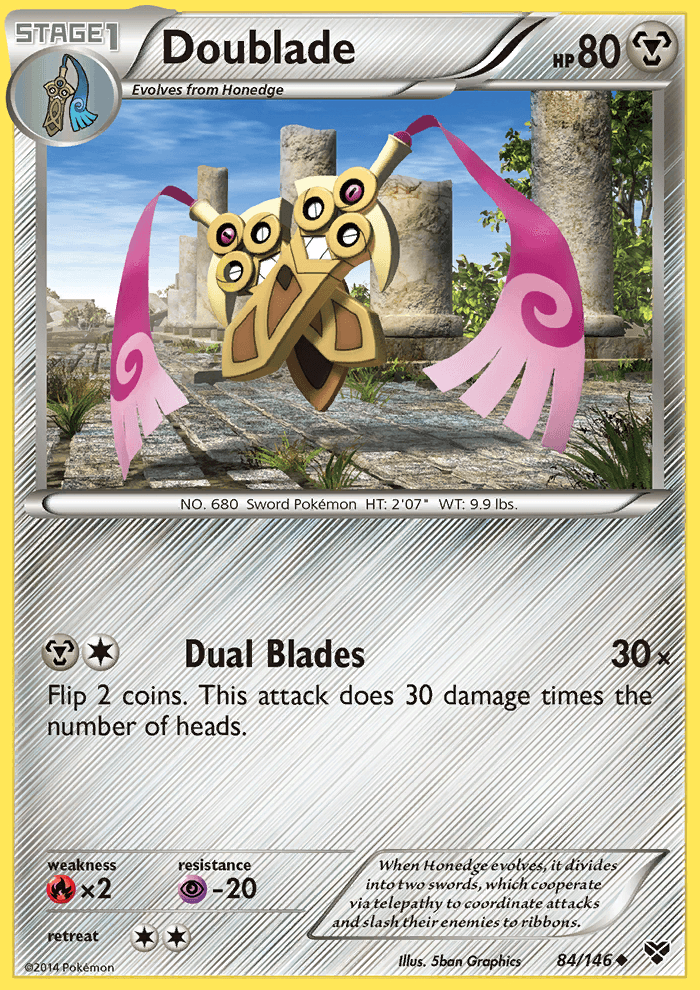 STAGE1
Doublade
HP80
Evolves from Honedge
NO. 680 Sword Pokémon HT: 2'07" WT: 9.9 lbs.
Dual Blades 30×
Flip 2 coins. This attack does 30 damage times the
number of heads.
weakness resistance
×2 -20
When Honedge evolves, it divides
into two swords, which cooperate
via telepathy to coordinate attacks
and slash their enemies to ribbons.
retreat
©2014 Pokémon
Illus. 5ban Graphics 84/146